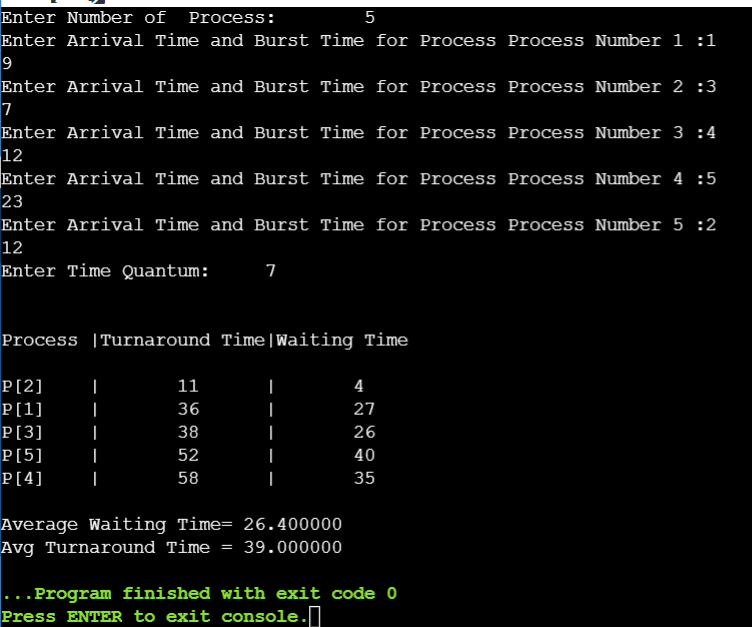 Enter Number of  Process:        5
Enter Arrival Time and Burst Time for Process Process Number 1 :1
9
Enter Arrival Time and Burst Time for Process Process Number 2 :3
7
Enter Arrival Time and Burst Time for Process Process Number 3 :4
12
Enter Arrival Time and Burst Time for Process Process Number 4 :5
23
Enter Arrival Time and Burst Time for Process Process Number 5 :2
12
Enter Time Quantum:     7
Process |Turnaround Time|Waiting Time
P[2]    |       11      |       4
P[1]    |       36      |       27
P[3]    |       38      |       26
P[5]    |       52      |       40
P[4]    |       58      |       35
Average Waiting Time= 26.400000
Avg Turnaround Time = 39.000000
...Program finished with exit code 0
Press ENTER to exit console.